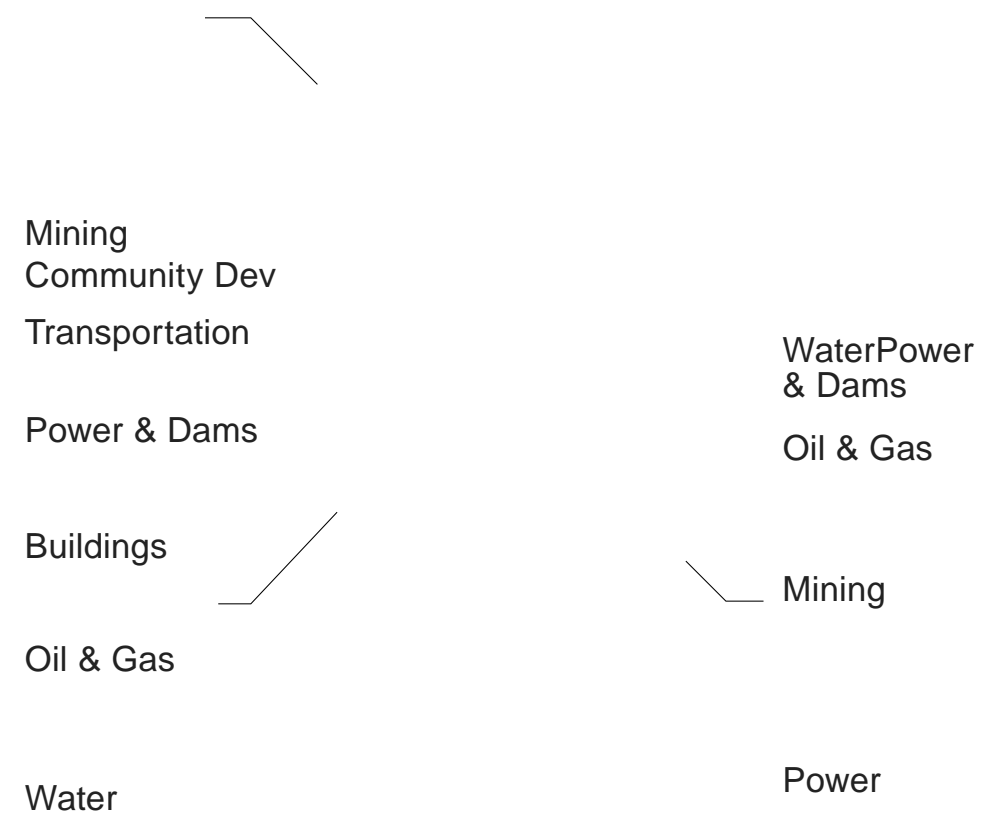 Mining
Community Dev
Transportation
Power & Dams
Buildings
Oil & Gas
Water
WaterPower
& Dams
Oil & Gas
Mining
Power